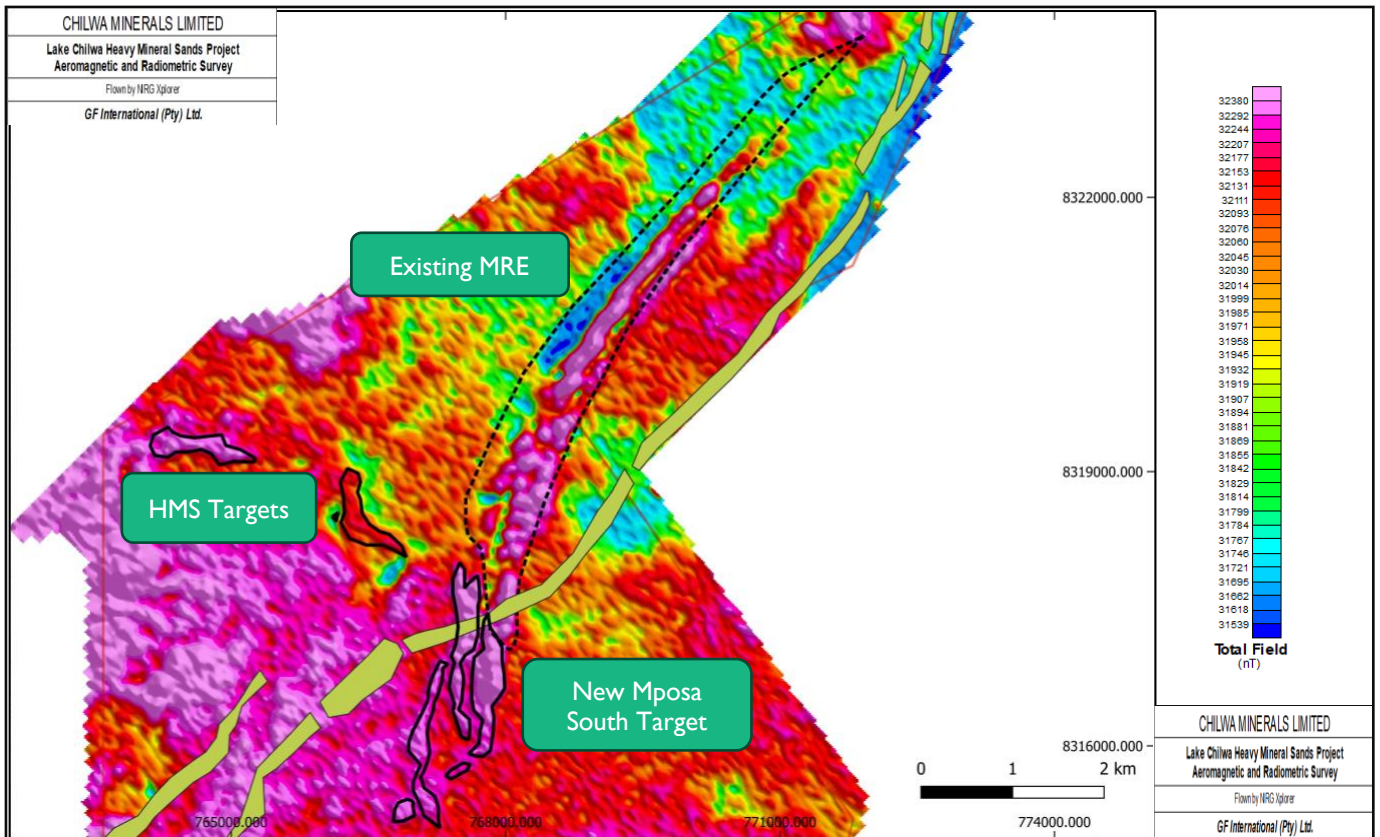 CHILWA MINERALS LIMITED
Lake Chilwa Heavy Mineral Sands Project
Aeromagnetic and Radiometric Survey
Flown by NRG Xplorer
GF International (Pty) Ltd.
Existing MRE
HMS Targets
New Mposa
South Target
8322000.000
8319000.000
8316000.000
0 1 2 km
765000.000
768000.000
771000.000
774000.000
32380
32292
32244
32207
32177
32153
32131
32111
32093
32076
32060
32045
32030
32014
31999
31985
31971
31958
31945
31932
31919
31907
31894
31881
31869
31855
31842
31829
31814
31799
31784
31767
31746
31721
31695
31662
31618
31539
Total Field
(nT)
CHILWA MINERALS LIMITED
Lake Chilwa Heavy Mineral Sands Project
Aeromagnetic and Radiometric Survey
Flown by NRG Xplorer
GF International (Pty) Ltd.